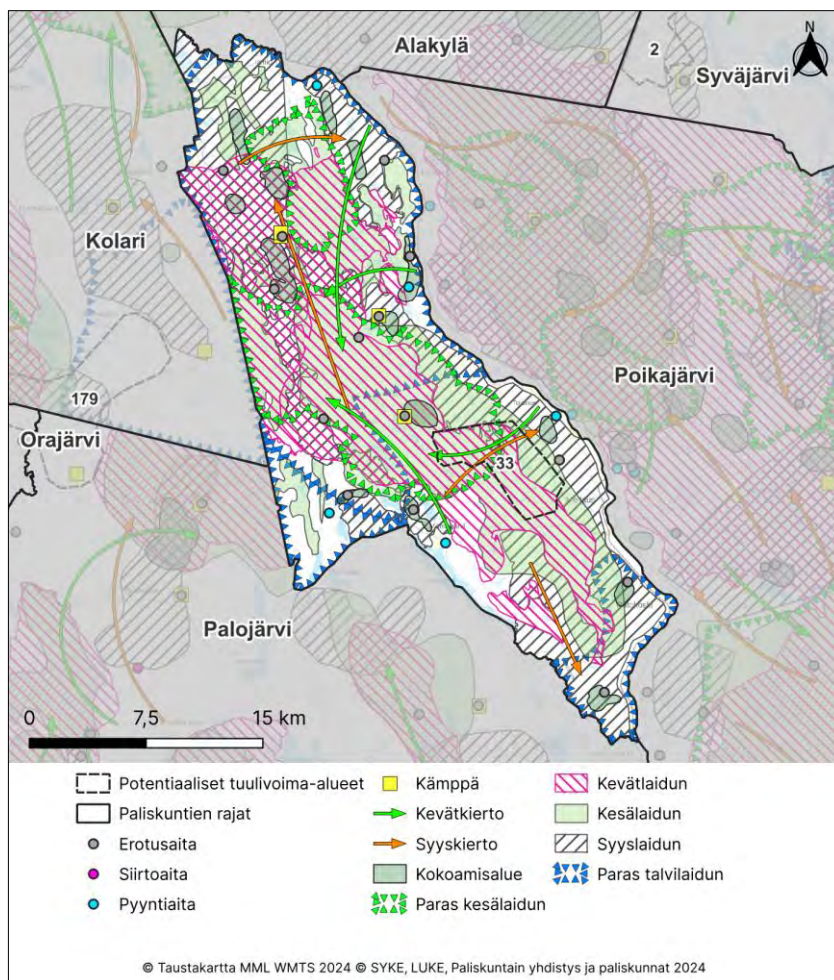 Alakylä
N
2
Syväjärvi
Kolari
Poikajärvi
179
Orajärvi
33
Palojärvi
0 7,5 15 km
Potentiaaliset tuulivoima-alueet
Paliskuntien rajat
Erotusaita
Siirtoaita
Pyyntiaita
Kämppä
Kevätkierto
Syyskierto
Kokoamisalue
Paras kesälaidun
Kevätlaidun
Kesälaidun
Syyslaidun
Paras talvilaidun
© Taustakartta MML WMTS 2024 © SYKE, LUKE, Paliskuntain yhdistys ja paliskunnat 2024